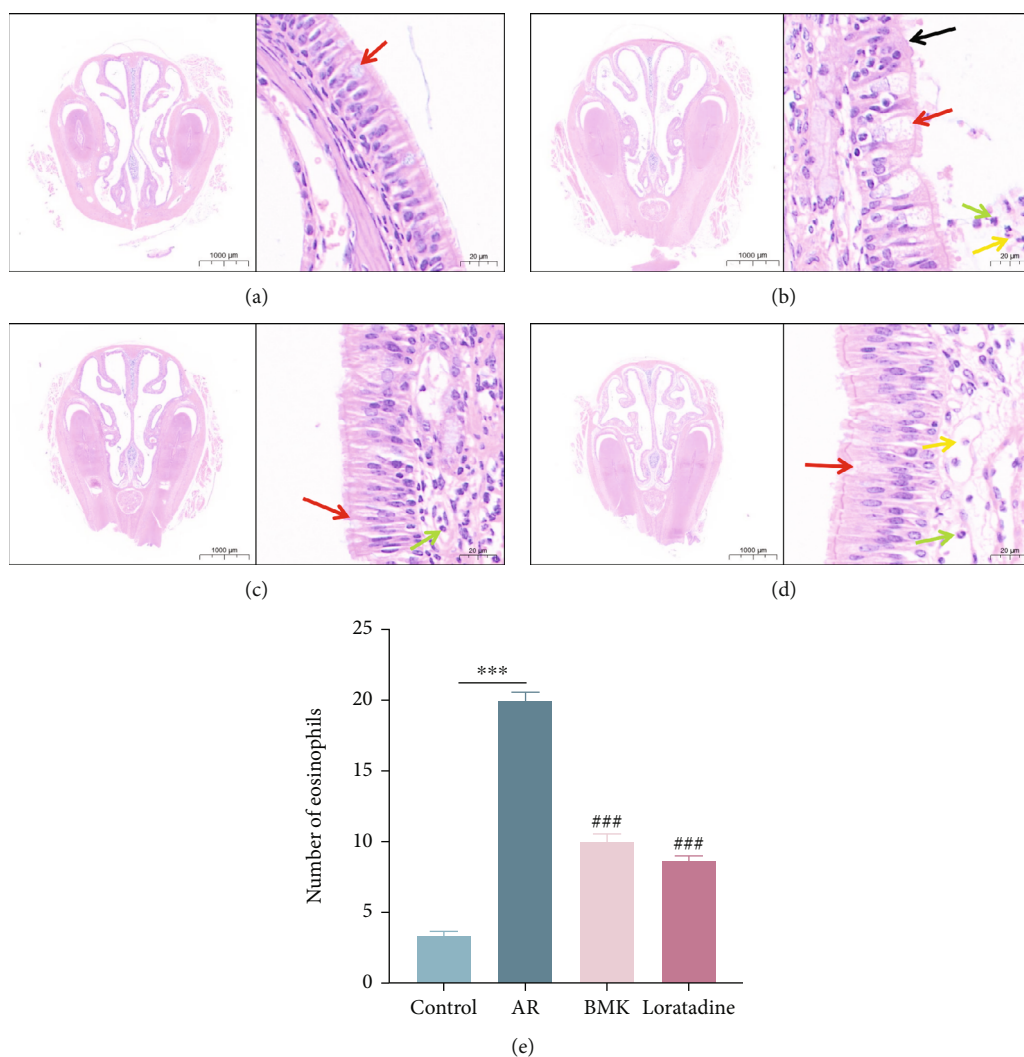 1000 µm
20 µm
1000 µm
20 µm
(a)
(b)
1000 µm
20 µm
1000 µm
20 µm
(c)
(d)
25
20
15
10
5
0
Number of eosinophils
***
###
###
Control AR BMK Loratadine
(e)